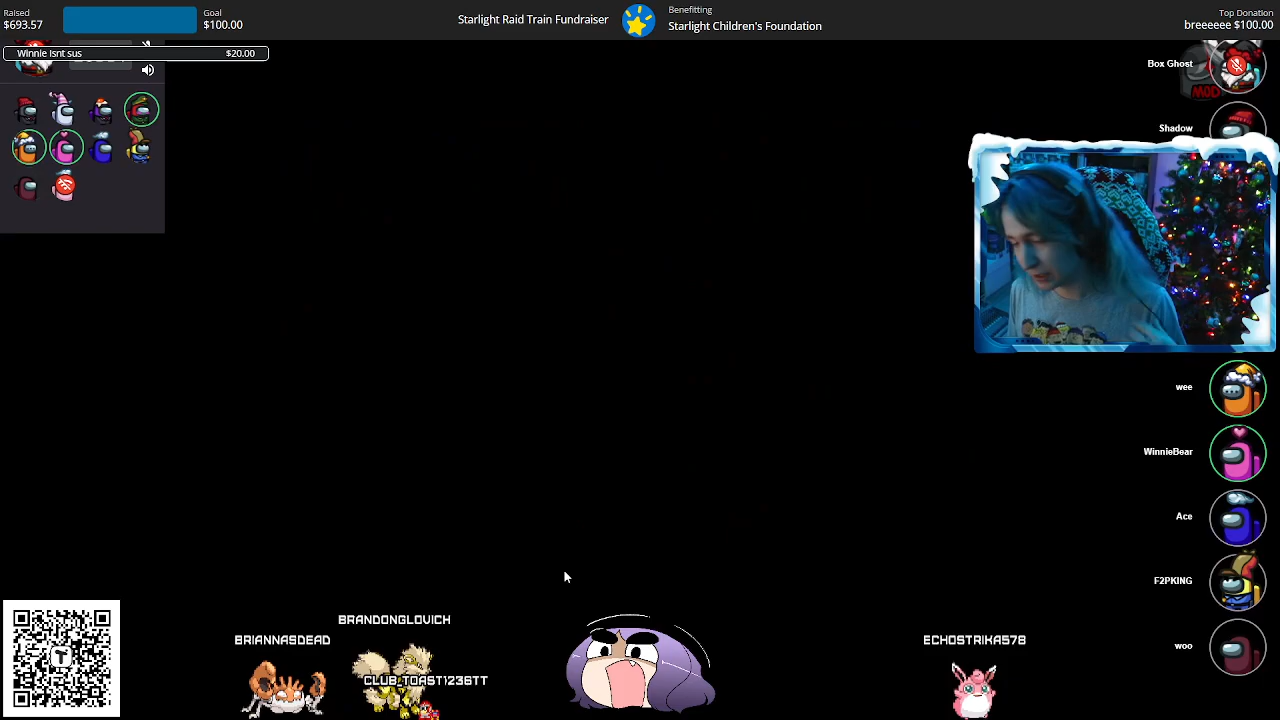 Raised
$693.57
Goal
$100.00
Starlight Raid Train Fundraiser
Benefitting
Starlight Children's Foundation
Top Donation
breeeeee $100.00
Winnie Isnt sus $20.00
Box Ghost
MOD
Shadow
wee
WinnieBear
Ace
F2PKING
woo
BRANDONGLOVICH
BRIANNASDEAD
ECHOSTRIKA578
CLUB_TOAST1236TT
T